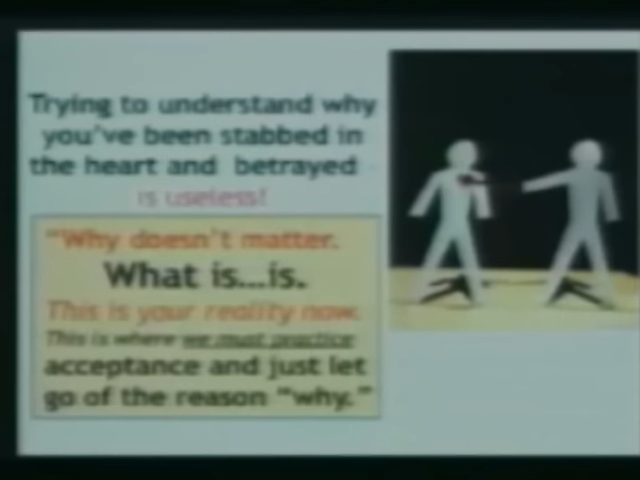 Trying to understand why
you've been stabbed in
the heart and betrayed
is useless!
"Why doesn't matter.
What is...is.
This is your reality now.
This is where we must practice
acceptance and just let
go of the reason "why."